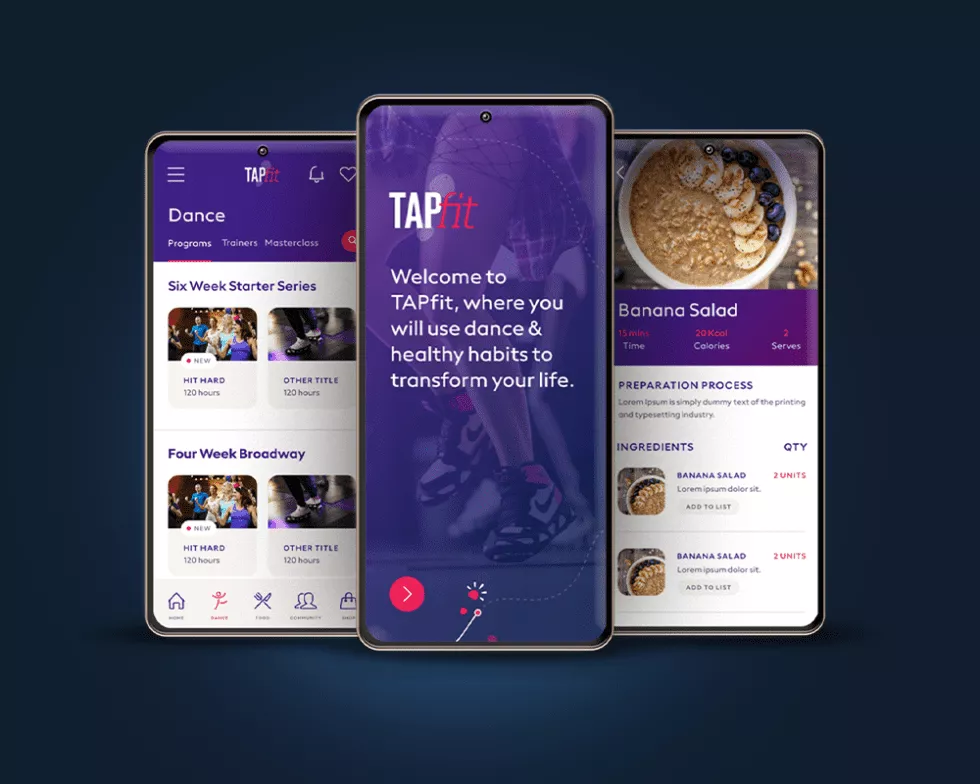 TAPfit
Dance
Programs Trainers Masterclass
Six Week Starter Series
NEW
HIT HARD
120 hours
OTHER TITLE
120 hours
Four Week Broadway
NEW
HIT HARD
120 hours
OTHER TITLE
120 hours
HOME DANCE FOOD COMMUNITY SHOP
TAPfit
Welcome to
TAPfit, where you
will use dance &
healthy habits to
transform your life.
Banana Salad
15 mins 20 Kcal 2
Time Calories Serves
PREPARATION PROCESS
Lorem Ipsum is simply dummy text of the printing
and typesetting industry.
INGREDIENTS QTY
BANANA SALAD 2 UNITS
Lorem ipsum dolor sit.
ADD TO LIST
BANANA SALAD 2 UNITS
Lorem ipsum dolor sit.
ADD TO LIST